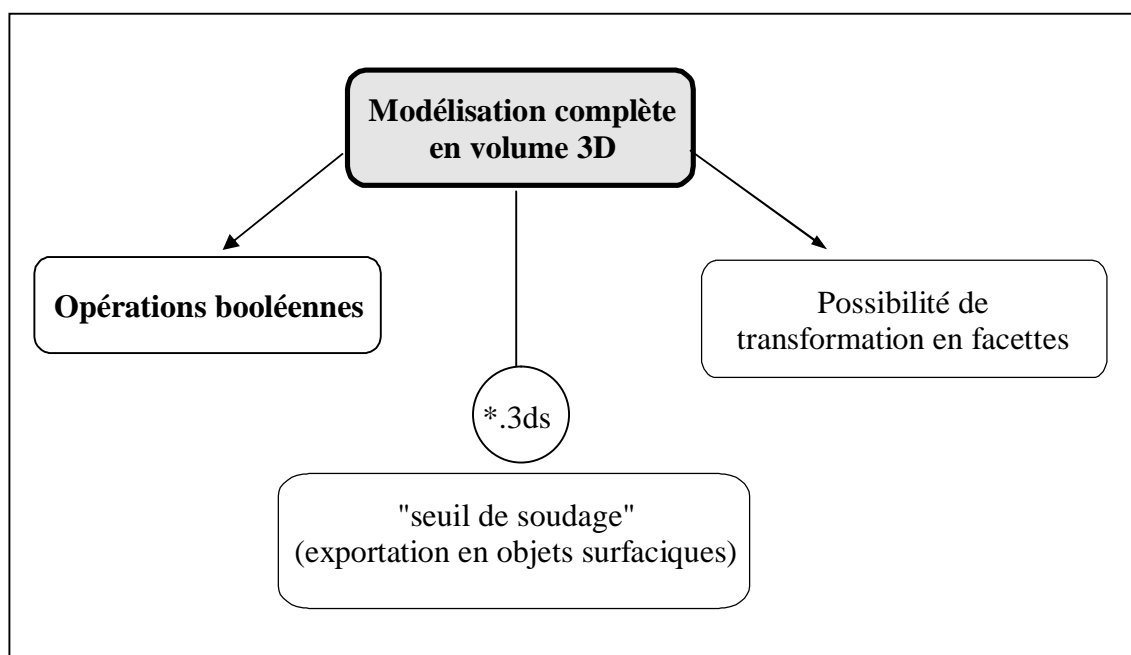 Modélisation complète
en volume 3D
Opérations booléennes
Possibilité de
transformation en facettes
*.3ds
"seuil de soudage"
(exportation en objets surfaciques)